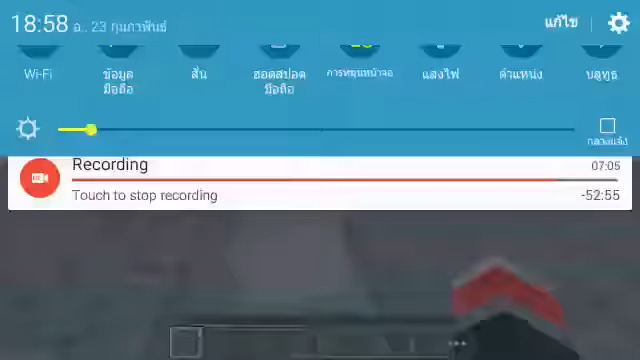 18:58 อ., 23 กุมภาพันธ์
แก้ไข
Wi-Fi
ข้อมูล
มือถือ
สั่น
ฮอตสปอต
มือถือ
การหมุนหน้าจอ
แสงไฟ
ตำแหน่ง
บลูทูธ
กลางแจ้ง
Recording
07:05
Touch to stop recording
-52:55